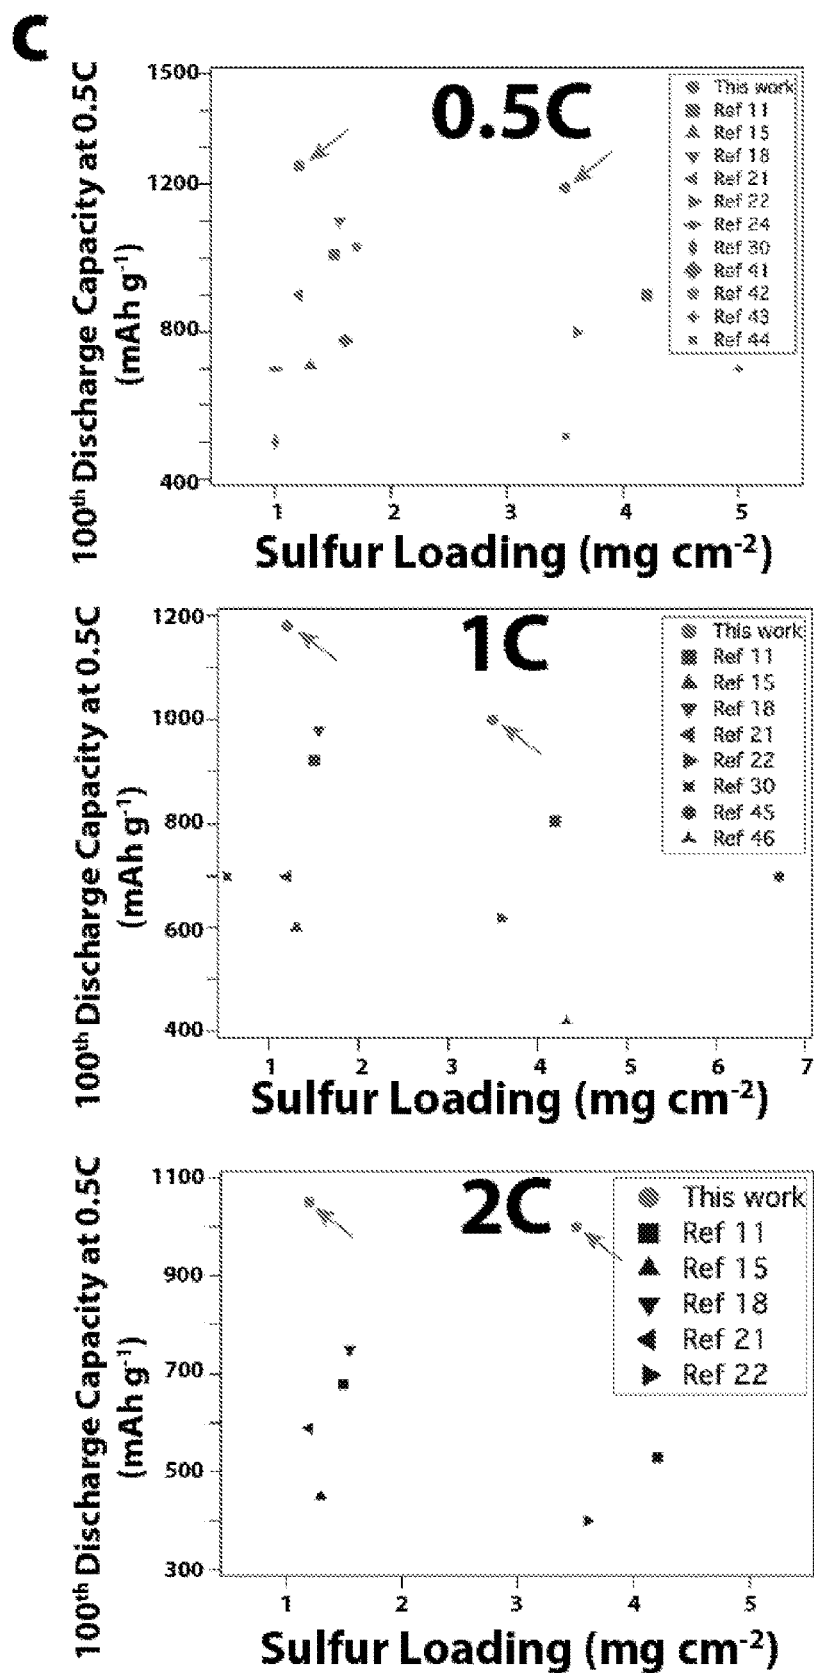 C
100th Discharge Capacity at 0.5C
(mAh g-1)
1500
1200
800
400
0.5C
This work
Ref 11
Ref 15
Ref 18
Ref 21
Ref 22
Ref 24
Ref 30
Ref 41
Ref 42
Ref 43
Ref 44
1 2 3 4 5
Sulfur Loading (mg cm-2)
100th Discharge Capacity at 0.5C
(mAh g-1)
1200
1000
800
600
400
1C
This work
Ref 11
Ref 15
Ref 18
Ref 21
Ref 22
Ref 30
Ref 45
Ref 46
1 2 3 4 5 6 7
Sulfur Loading (mg cm-2)
100th Discharge Capacity at 0.5C
(mAh g-1)
1100
900
700
500
300
2C
This work
Ref 11
Ref 15
Ref 18
Ref 21
Ref 22
1 2 3 4 5
Sulfur Loading (mg cm-2)